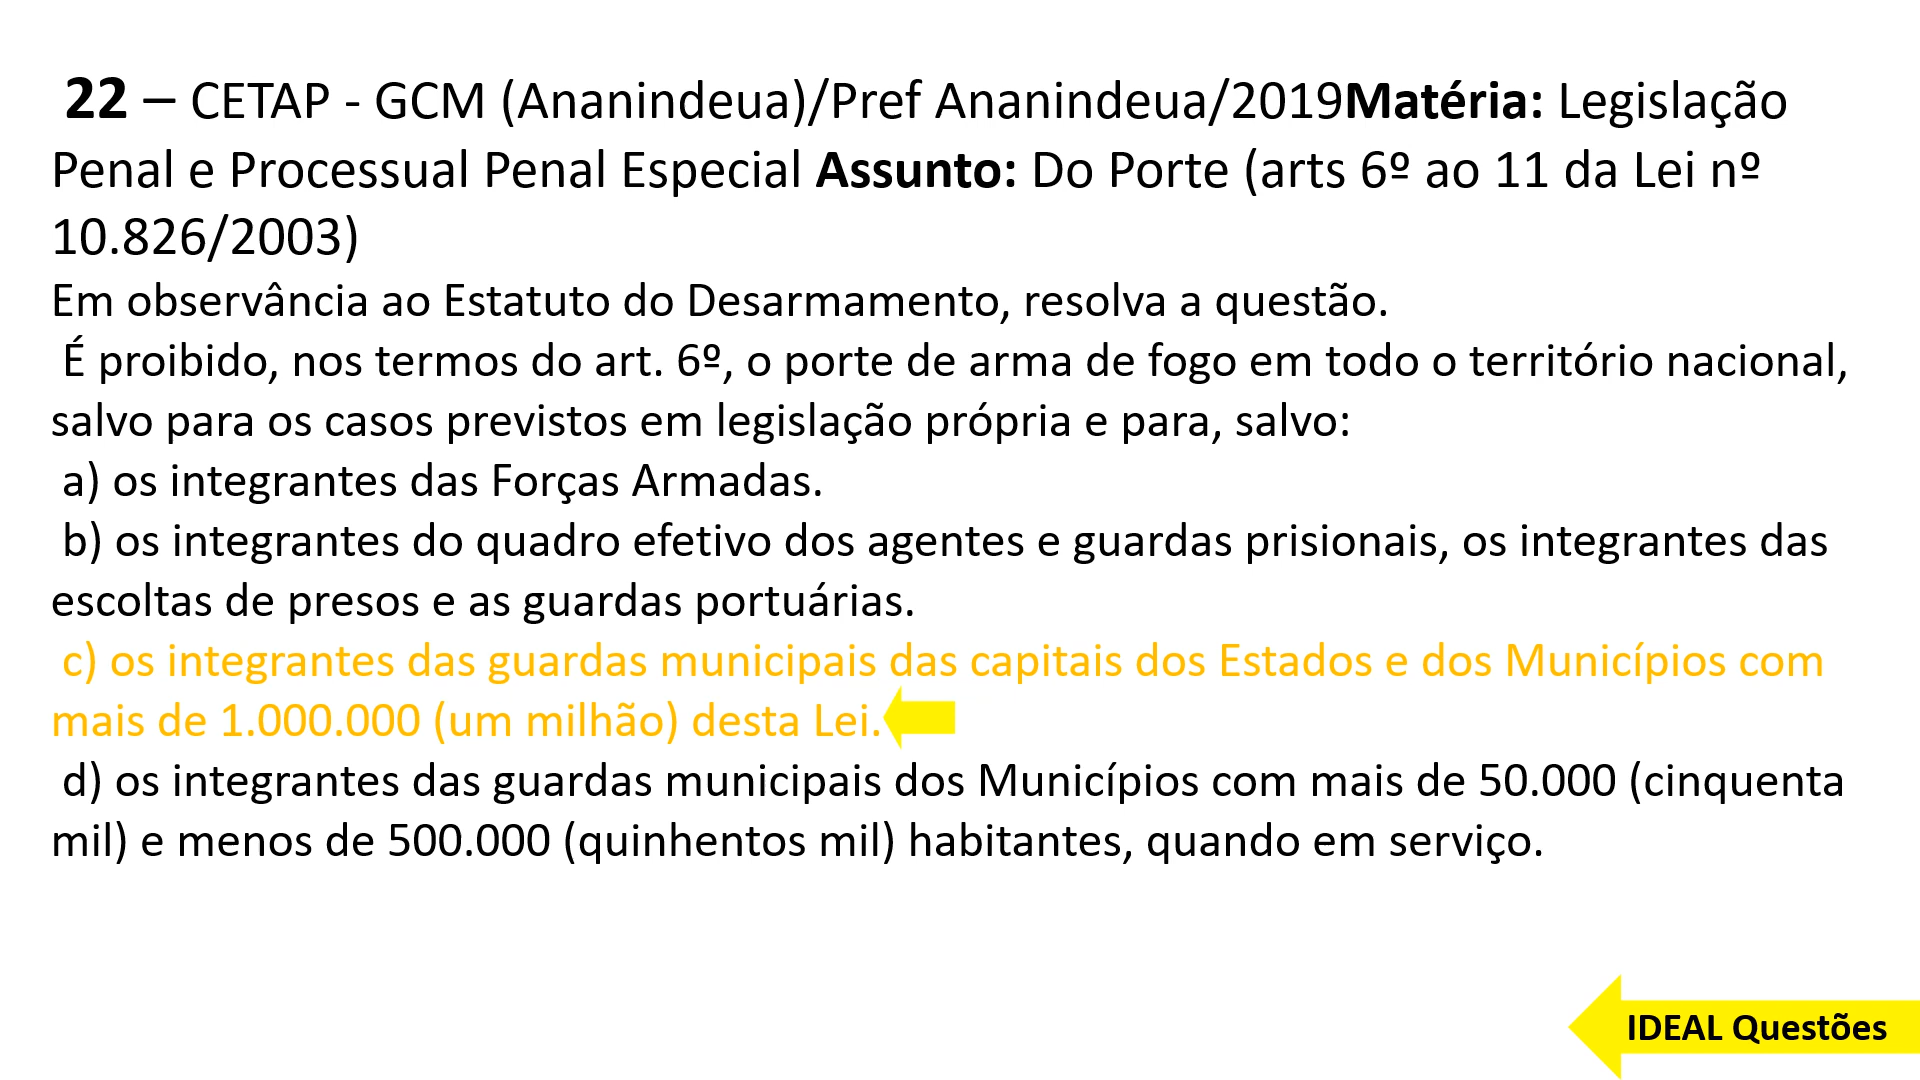 22 – CETAP - GCM (Ananindeua)/Pref Ananindeua/2019Matéria: Legislação
Penal e Processual Penal Especial Assunto: Do Porte (arts 6º ao 11 da Lei nº
10.826/2003)
Em observância ao Estatuto do Desarmamento, resolva a questão.
É proibido, nos termos do art. 6º, o porte de arma de fogo em todo o território nacional,
salvo para os casos previstos em legislação própria e para, salvo:
a) os integrantes das Forças Armadas.
b) os integrantes do quadro efetivo dos agentes e guardas prisionais, os integrantes das
escoltas de presos e as guardas portuárias.
c) os integrantes das guardas municipais das capitais dos Estados e dos Municípios com
mais de 1.000.000 (um milhão) desta Lei.
d) os integrantes das guardas municipais dos Municípios com mais de 50.000 (cinquenta
mil) e menos de 500.000 (quinhentos mil) habitantes, quando em serviço.
IDEAL Questões